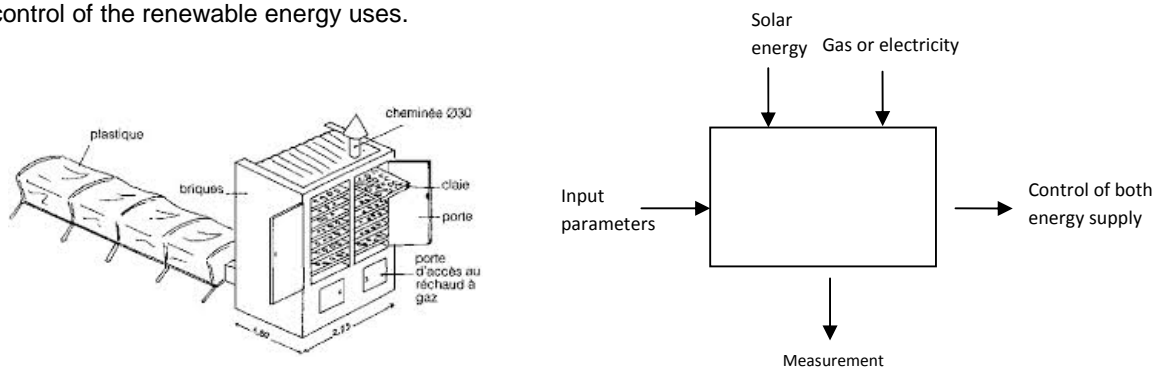 control of the renewable energy uses.
plastique
briques
cheminée Ø30
claie
porte
porte
d'accès au
réchaud à
gaz
Solar
energy
Gas or electricity
Input
parameters
Control of both
energy supply
Measurement